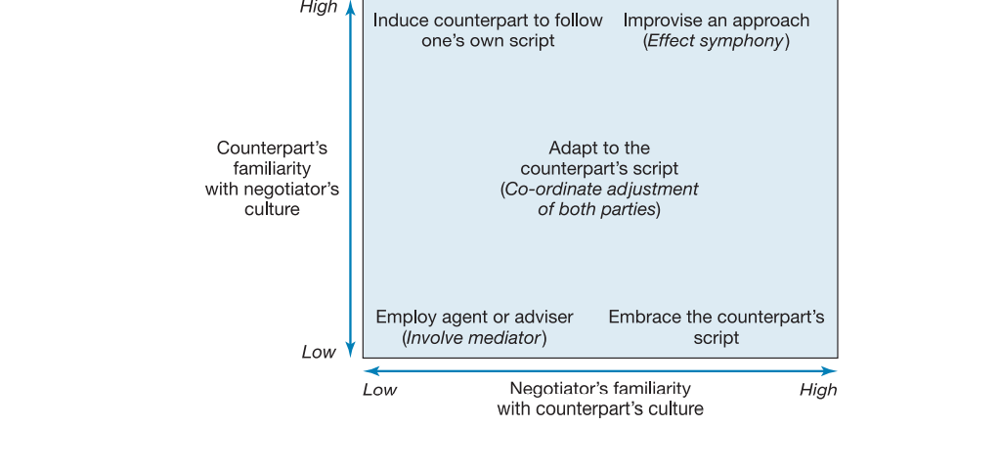 High
Induce counterpart to follow
one's own script
Improvise an approach
(Effect symphony)
Counterpart's
familiarity
with negotiator's
culture
Adapt to the
counterpart's script
(Co-ordinate adjustment
of both parties)
Employ agent or adviser
(Involve mediator)
Embrace the counterpart's
script
Low
Low
Negotiator's familiarity
with counterpart's culture
High